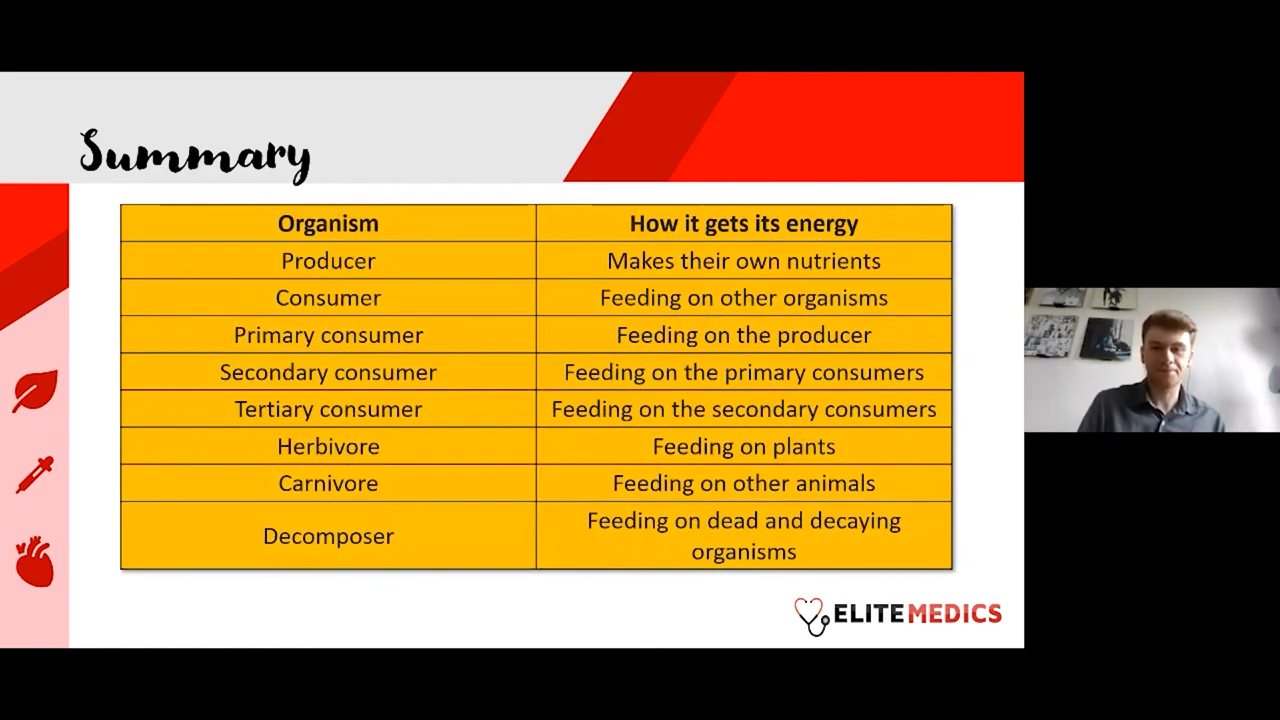 Summary
Organism How it gets its energy
Producer Makes their own nutrients
Consumer Feeding on other organisms
Primary consumer Feeding on the producer
Secondary consumer Feeding on the primary consumers
Tertiary consumer Feeding on the secondary consumers
Herbivore Feeding on plants
Carnivore Feeding on other animals
Decomposer Feeding on dead and decaying
organisms
ELITEMEDICS